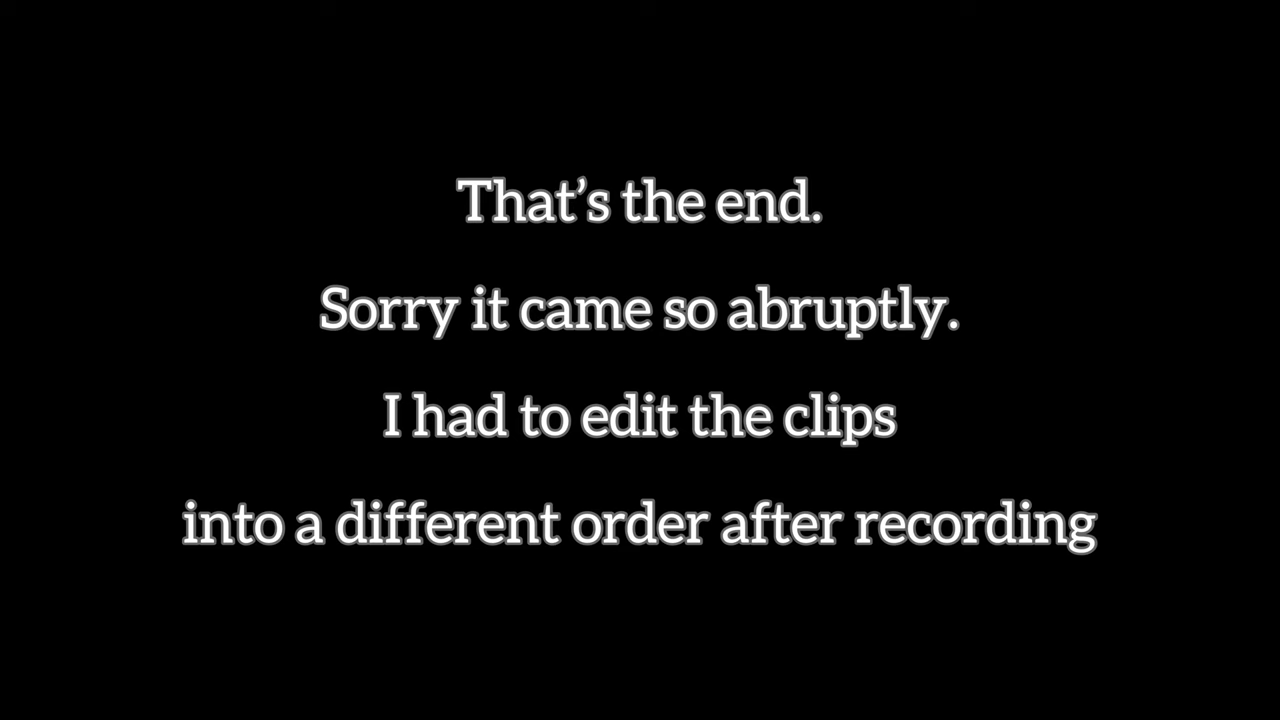 That’s the end.
Sorry it came so abruptly.
I had to edit the clips
into a different order after recording